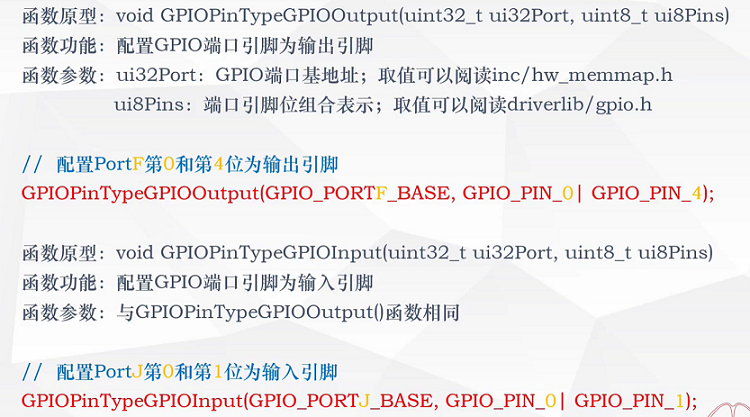 函数原型：void GPIOPinTypeGPIOOutput(uint32_t ui32Port, uint8_t ui8Pins)
函数功能：配置GPIO端口引脚为输出引脚
函数参数：ui32Port：GPIO端口基地址；取值可以阅读inc/hw_memmap.h
ui8Pins：端口引脚位组合表示；取值可以阅读driverlib/gpio.h
// 配置PortF第0和第4位为输出引脚
GPIOPinTypeGPIOOutput(GPIO_PORTF_BASE, GPIO_PIN_0| GPIO_PIN_4);
函数原型：void GPIOPinTypeGPIOInput(uint32_t ui32Port, uint8_t ui8Pins)
函数功能：配置GPIO端口引脚为输入引脚
函数参数：与GPIOPinTypeGPIOOutput()函数相同
// 配置PortJ第0和第1位为输入引脚
GPIOPinTypeGPIOInput(GPIO_PORTJ_BASE, GPIO_PIN_0| GPIO_PIN_1);